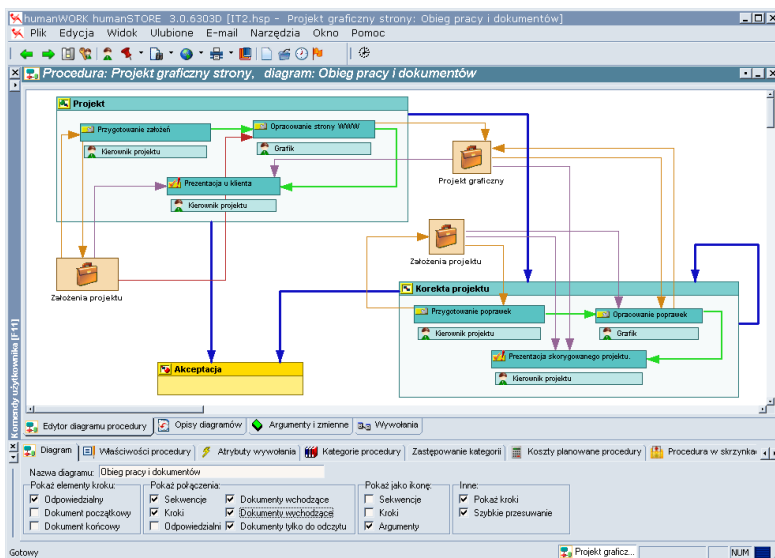 humanWORK humanSTORE 3.0.6303D [IT2.hsp - Projekt graficzny strony: Obieg pracy i dokumentów]
Plik Edycja Widok Ulubione E-mail Narzędzia Okno Pomoc
Procedura: Projekt graficzny strony, diagram: Obieg pracy i dokumentów
Projekt
Przygotowanie założeń
Kierownik projektu
Opracowanie strony WWW
Grafik
Prezentacja u klienta
Kierownik projektu
Projekt graficzny
Założenia projektu
Założenia projektu
Korekta projektu
Przygotowanie poprawek
Kierownik projektu
Opracowanie poprawek
Grafik
Prezentacja skorygowanego projektu.
Kierownik projektu
Akceptacja
Komendy użytkownika [F11]
Edytor diagramu procedury Opisy diagramów Argumenty i zmienne Wywołania
Diagram Właściwości procedury Atrybuty wywołania Kategorie procedury Zastępowanie kategorii Koszty planowane procedury Procedura w skrzynka
Nazwa diagramu: Obieg pracy i dokumentów
Pokaż elementy kroku: Pokaż połączenia: Pokaż jako ikonę: Inne:
Odpowiedzialny Sekwencje Dokumenty wchodzące Sekwencje Pokaż kroki
Dokument początkowy Kroki Dokumenty wychodzące Kroki Szybkie przesuwanie
Dokument końcowy Odpowiedzialni Dokumenty tylko do odczytu Argumenty
Gotowy Projekt graficz... NUM